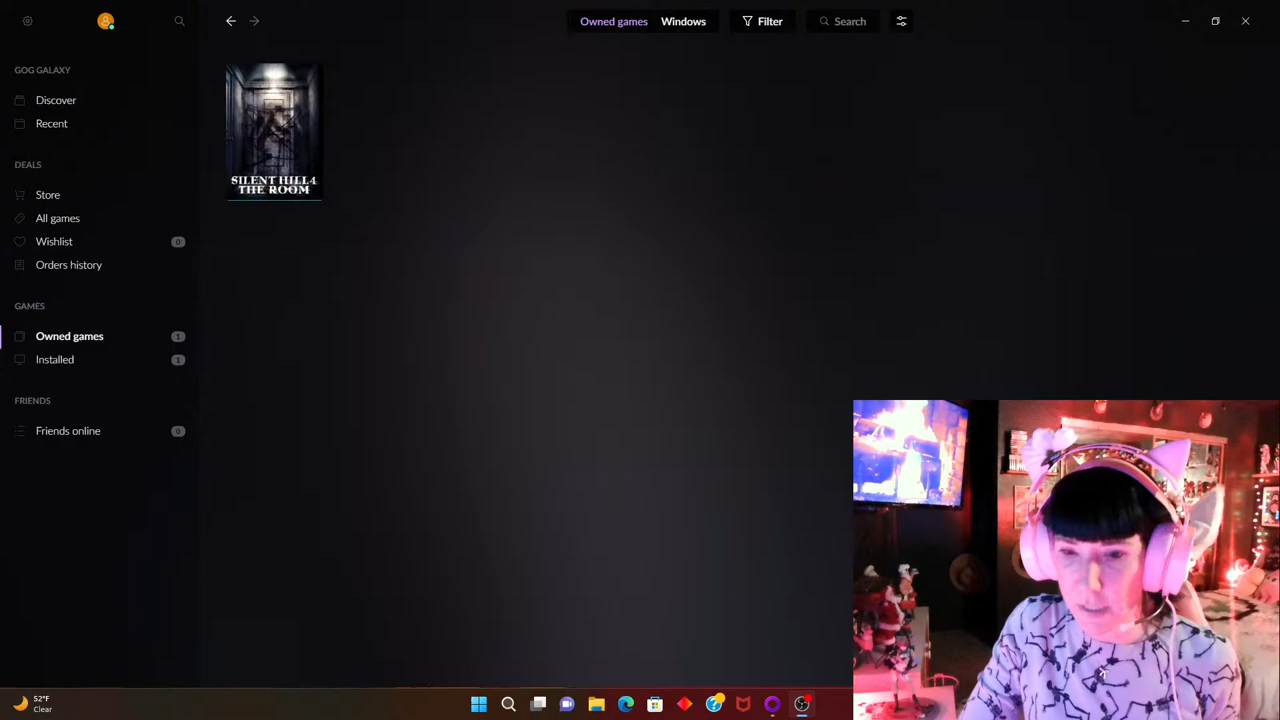 Owned games Windows Filter Search
GOG GALAXY
Discover
Recent
DEALS
Store
All games
Wishlist 0
Orders history
GAMES
Owned games 1
Installed 1
FRIENDS
Friends online 0
SILENT HILL 4
THE ROOM
52°F
Clear